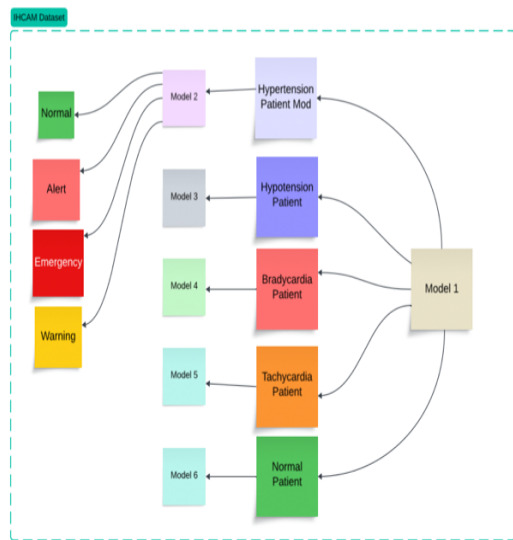 IHCAM Dataset
Normal
Alert
Emergency
Warning
Model 2
Model 3
Model 4
Model 5
Model 6
Hypertension
Patient Mod
Hypotension
Patient
Bradycardia
Patient
Tachycardia
Patient
Normal
Patient
Model 1